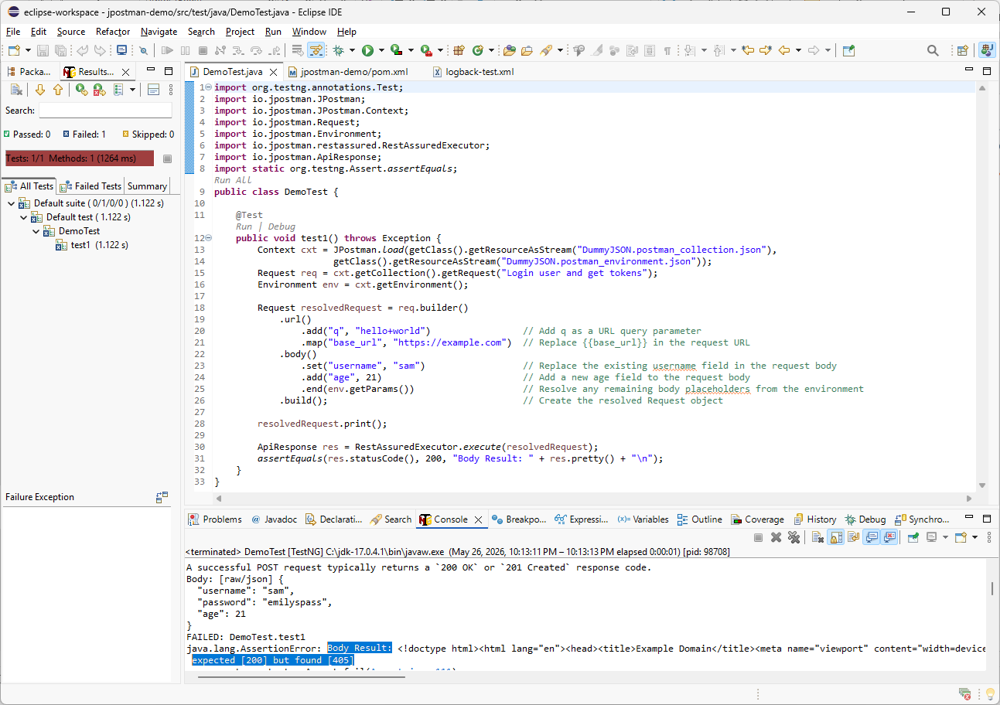 eclipse-workspace - jpostman-demo/src/test/java/DemoTest.java - Eclipse IDE
File Edit Source Refactor Navigate Search Project Run Window Help
Packa... Results...
DemoTest.java jpostman-demo/pom.xml logback-test.xml
Search:
Passed: 0 Failed: 1 Skipped: 0
Tests: 1/1 Methods: 1 (1264 ms)
All Tests Failed Tests Summary
Default suite ( 0/1/0/0 ) (1.122 s)
Default test ( 1.122 s)
DemoTest
test1 (1.122 s)
Failure Exception
1 import org.testng.annotations.Test;
2 import io.jpostman.JPostman;
3 import io.jpostman.JPostman.Context;
4 import io.jpostman.Request;
5 import io.jpostman.Environment;
6 import io.jpostman.restassured.RestAssuredExecutor;
7 import io.jpostman.ApiResponse;
8 import static org.testng.Assert.assertEquals;
Run All
9 public class DemoTest {
10
11 @Test
Run | Debug
12 public void test1() throws Exception {
13 Context cxt = JPostman.load(getClass().getResourceAsStream("DummyJSON.postman_collection.json"),
14 getClass().getResourceAsStream("DummyJSON.postman_environment.json"));
15 Request req = cxt.getCollection().getRequest("Login user and get tokens");
16 Environment env = cxt.getEnvironment();
17
18 Request resolvedRequest = req.builder()
19 .url()
20 .add("q", "hello+world") // Add q as a URL query parameter
21 .map("base_url", "https://example.com") // Replace {{base_url}} in the request URL
22 .body()
23 .set("username", "sam") // Replace the existing username field in the request body
24 .add("age", 21) // Add a new age field to the request body
25 .end(env.getParams()) // Resolve any remaining body placeholders from the environment
26 .build(); // Create the resolved Request object
27
28 resolvedRequest.print();
29
30 ApiResponse res = RestAssuredExecutor.execute(resolvedRequest);
31 assertEquals(res.statusCode(), 200, "Body Result: " + res.pretty() + "\n");
32 }
33 }
Problems @ Javadoc Declarati... Search Console Breakpo... Expressi... (x)= Variables Outline Coverage History Debug Synchro...
<terminated> DemoTest [TestNG] C:\jdk-17.0.4.1\bin\javaw.exe (May 26, 2026, 10:13:11 PM – 10:13:13 PM elapsed 0:00:01) [pid: 98708]
A successful POST request typically returns a `200 OK` or `201 Created` response code.
Body: [raw/json] {
"username": "sam",
"password": "emilyspass",
"age": 21
}
FAILED: DemoTest.test1
java.lang.AssertionError: Body Result: <!doctype html><html lang="en"><head><title>Example Domain</title><meta name="viewport" content="width=device
expected [200] but found [405]